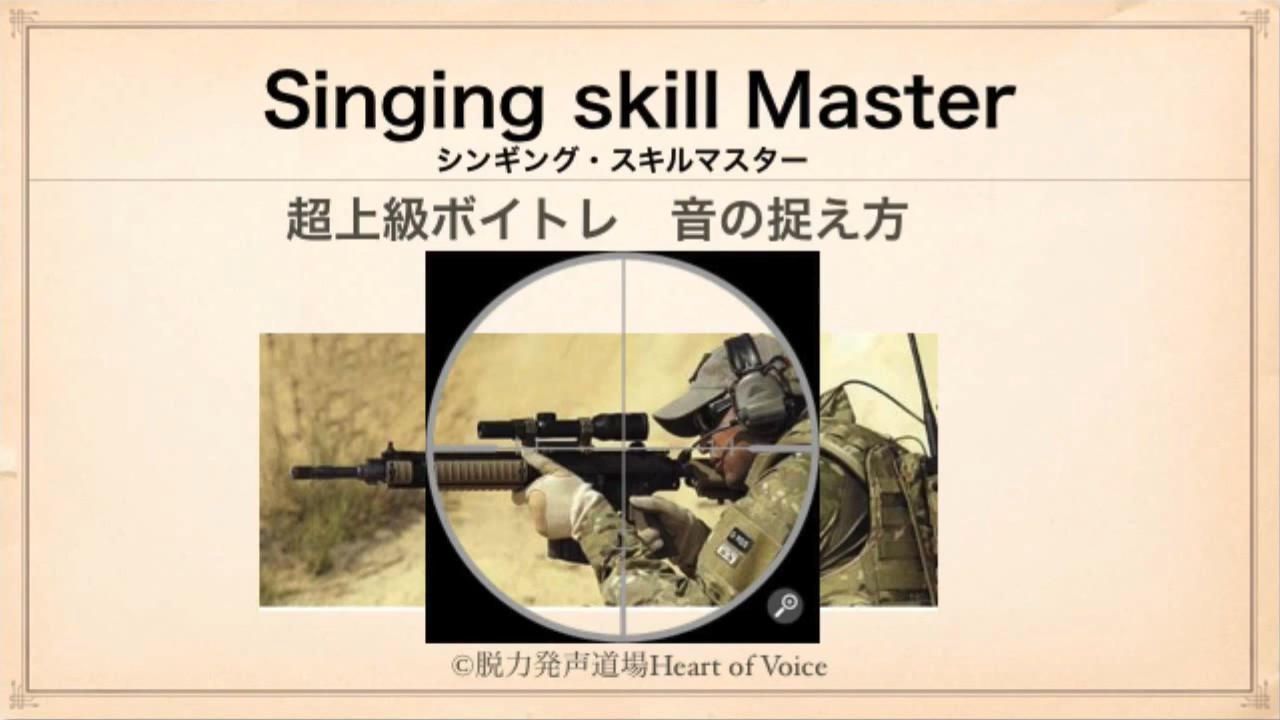 Singing skill Master
シンギング・スキルマスター
超上級ボイトレ　音の捉え方
©脱力発声道場Heart of Voice